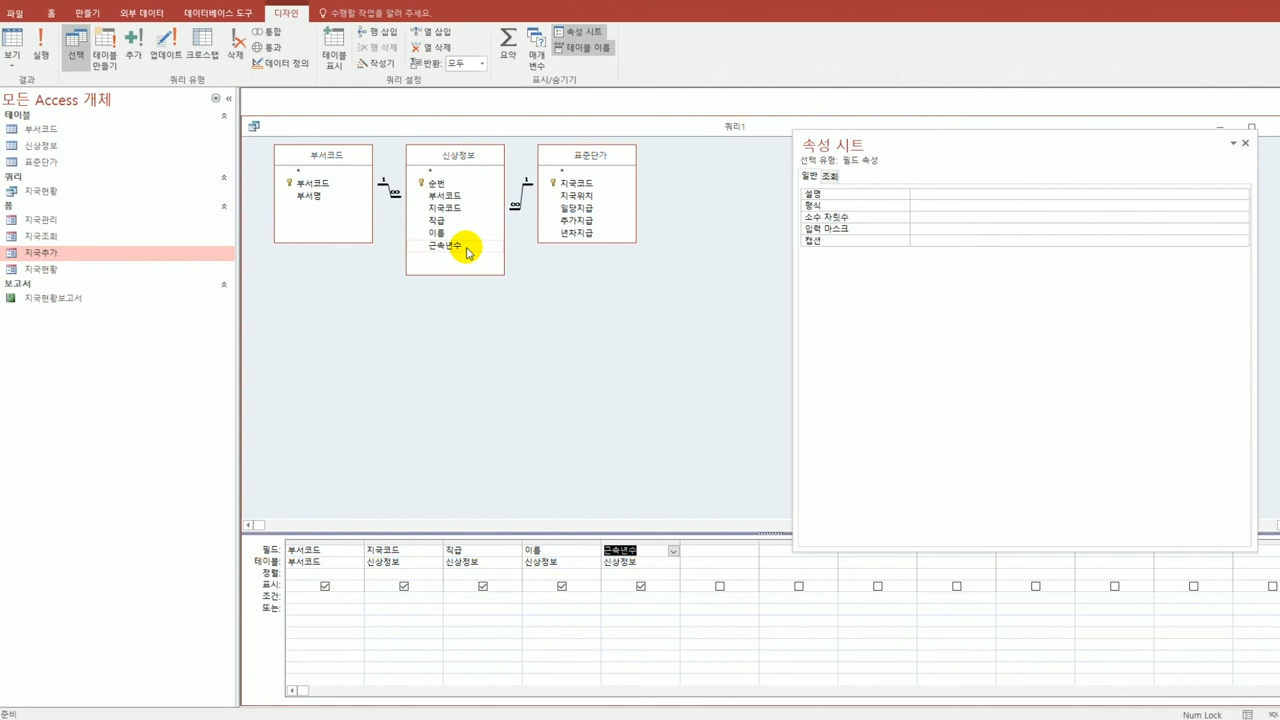 파일 홈 만들기 외부 데이터 데이터베이스 도구 디자인 수행할 작업을 알려 주세요.
보기 실행 선택 테이블 만들기 추가 업데이트 크로스탭 삭제 통합 통과 데이터 정의 테이블 표시 행 삽입 행 삭제 작성기 열 삽입 열 삭제 반환: 모두 요약 매개 변수 속성 시트 테이블 이름
결과 쿼리 유형 쿼리 설정 표시/숨기기
모든 Access 개체
테이블
부서코드
신상정보
표준단가
쿼리
지국현황
폼
지국관리
지국조회
지국추가
지국현황
보고서
지국현황보고서
쿼리1
부서코드
부서코드
부서명
1
∞
신상정보
순번
부서코드
지국코드
직급
이름
근속년수
1
∞
표준단가
지국코드
지국위치
일당지급
추가지급
년차지급
속성 시트
선택 유형: 필드 속성
일반 조회
설명
형식
소수 자릿수
입력 마스크
캡션
필드: 부서코드 지국코드 직급 이름 근속년수
테이블: 부서코드 신상정보 신상정보 신상정보 신상정보
정렬:
표시:
조건:
또는:
준비 Num Lock SQL